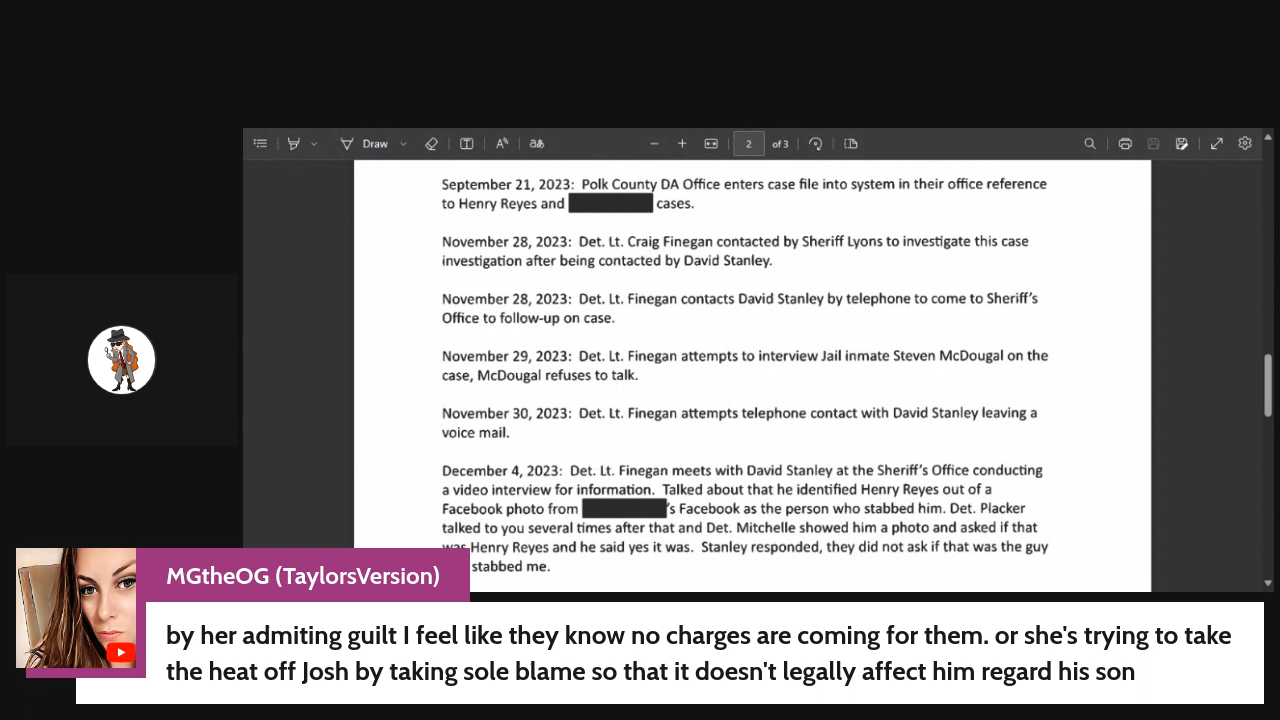 Draw
2
of 3
September 21, 2023: Polk County DA Office enters case file into system in their office reference
to Henry Reyes and cases.
November 28, 2023: Det. Lt. Craig Finegan contacted by Sheriff Lyons to investigate this case
investigation after being contacted by David Stanley.
November 28, 2023: Det. Lt. Finegan contacts David Stanley by telephone to come to Sheriff's
Office to follow-up on case.
November 29, 2023: Det. Lt. Finegan attempts to interview Jail inmate Steven McDougal on the
case, McDougal refuses to talk.
November 30, 2023: Det. Lt. Finegan attempts telephone contact with David Stanley leaving a
voice mail.
December 4, 2023: Det. Lt. Finegan meets with David Stanley at the Sheriff's Office conducting
a video interview for information. Talked about that he identified Henry Reyes out of a
Facebook photo from 's Facebook as the person who stabbed him. Det. Placker
talked to you several times after that and Det. Mitchelle showed him a photo and asked if that
was Henry Reyes and he said yes it was. Stanley responded, they did not ask if that was the guy
stabbed me.
MGtheOG (TaylorsVersion)
by her admiting guilt I feel like they know no charges are coming for them. or she's trying to take
the heat off Josh by taking sole blame so that it doesn't legally affect him regard his son